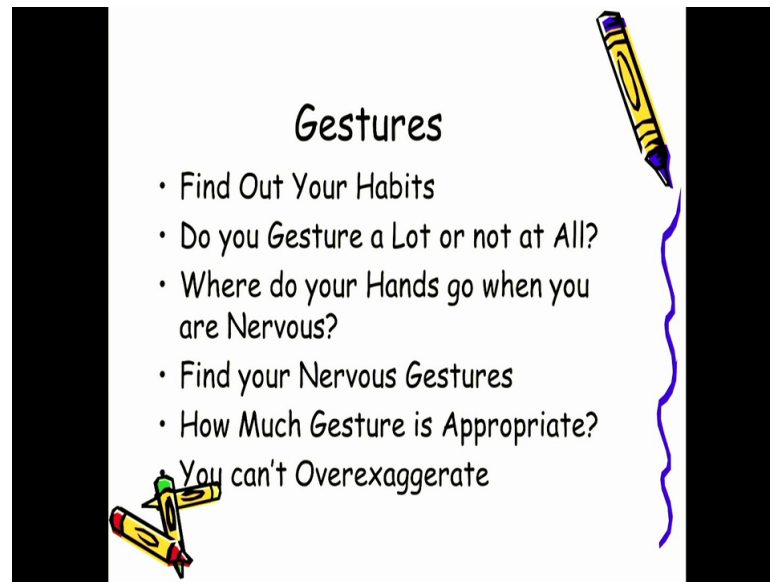 Gestures
• Find Out Your Habits
• Do you Gesture a Lot or not at All?
• Where do your Hands go when you
are Nervous?
• Find your Nervous Gestures
• How Much Gesture is Appropriate?
• You can't Overexaggerate